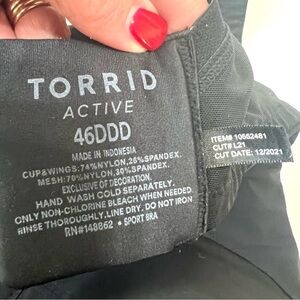 TORRID
ACTIVE
46DDD
MADE IN INDONESIA
CUP&WINGS:74%NYLON,26%SPANDEX.
MESH:70%NYLON,30%SPANDEX.
EXCLUSIVE OF DECORATION.
HAND WASH COLD SEPARATELY.
ONLY NON-CHLORINE BLEACH WHEN NEEDED
RINSE THOROUGHLY.LINE DRY. DO NOT IRON
RN#148862 • SPORT BRA
ITEM# 10562481
CUT# L21
CUT DATE: 12/2021